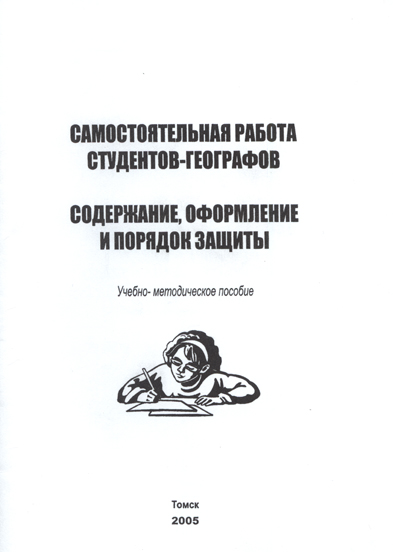 САМОСТОЯТЕЛЬНАЯ РАБОТА
СТУДЕНТОВ-ГЕОГРАФОВ
СОДЕРЖАНИЕ, ОФОРМЛЕНИЕ
И ПОРЯДОК ЗАЩИТЫ
Учебно- методическое пособие
Томск
2005